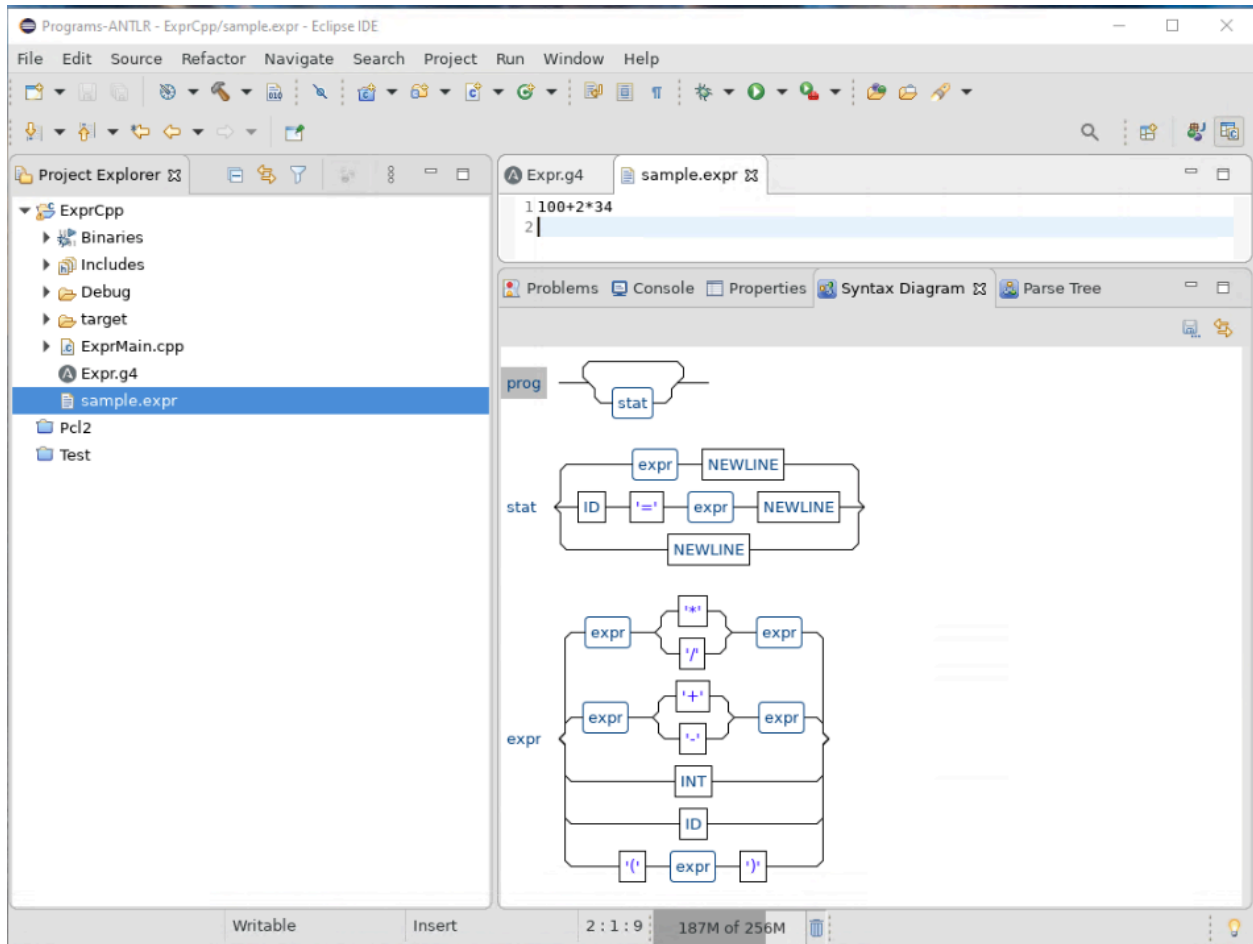 Programs-ANTLR - ExprCpp/sample.expr - Eclipse IDE
File Edit Source Refactor Navigate Search Project Run Window Help
Project Explorer
ExprCpp
Binaries
Includes
Debug
target
ExprMain.cpp
Expr.g4
sample.expr
Pcl2
Test
Expr.g4 sample.expr
1 100+2*34
2
Problems Console Properties Syntax Diagram Parse Tree
prog
stat
expr NEWLINE
stat ID '=' expr NEWLINE
NEWLINE
'*'
expr expr
'/'
'+'
expr expr
'-'
expr
INT
ID
'(' expr ')'
Writable Insert 2:1:9 187M of 256M